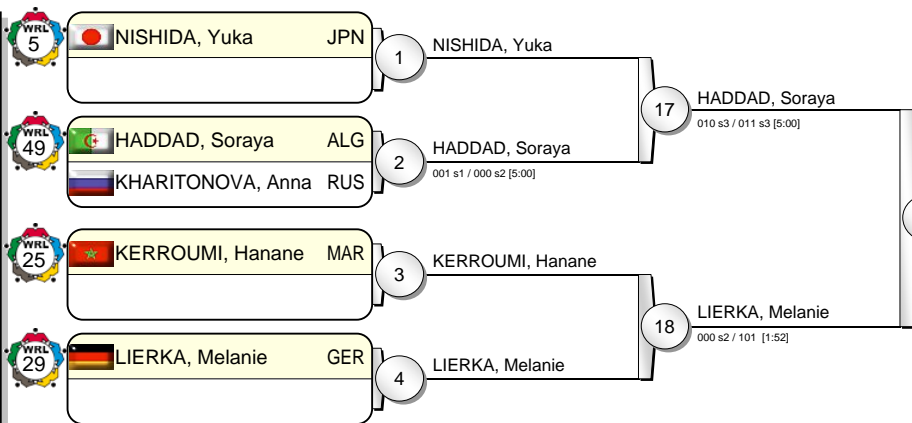 WRL
5
NISHIDA, Yuka JPN
1
NISHIDA, Yuka
17
HADDAD, Soraya
010 s3 / 011 s3 [5:00]
WRL
49
HADDAD, Soraya ALG
KHARITONOVA, Anna RUS
2
HADDAD, Soraya
001 s1 / 000 s2 [5:00]
WRL
25
KERROUMI, Hanane MAR
3
KERROUMI, Hanane
18
LIERKA, Melanie
000 s2 / 101 [1:52]
WRL
29
LIERKA, Melanie GER
4
LIERKA, Melanie